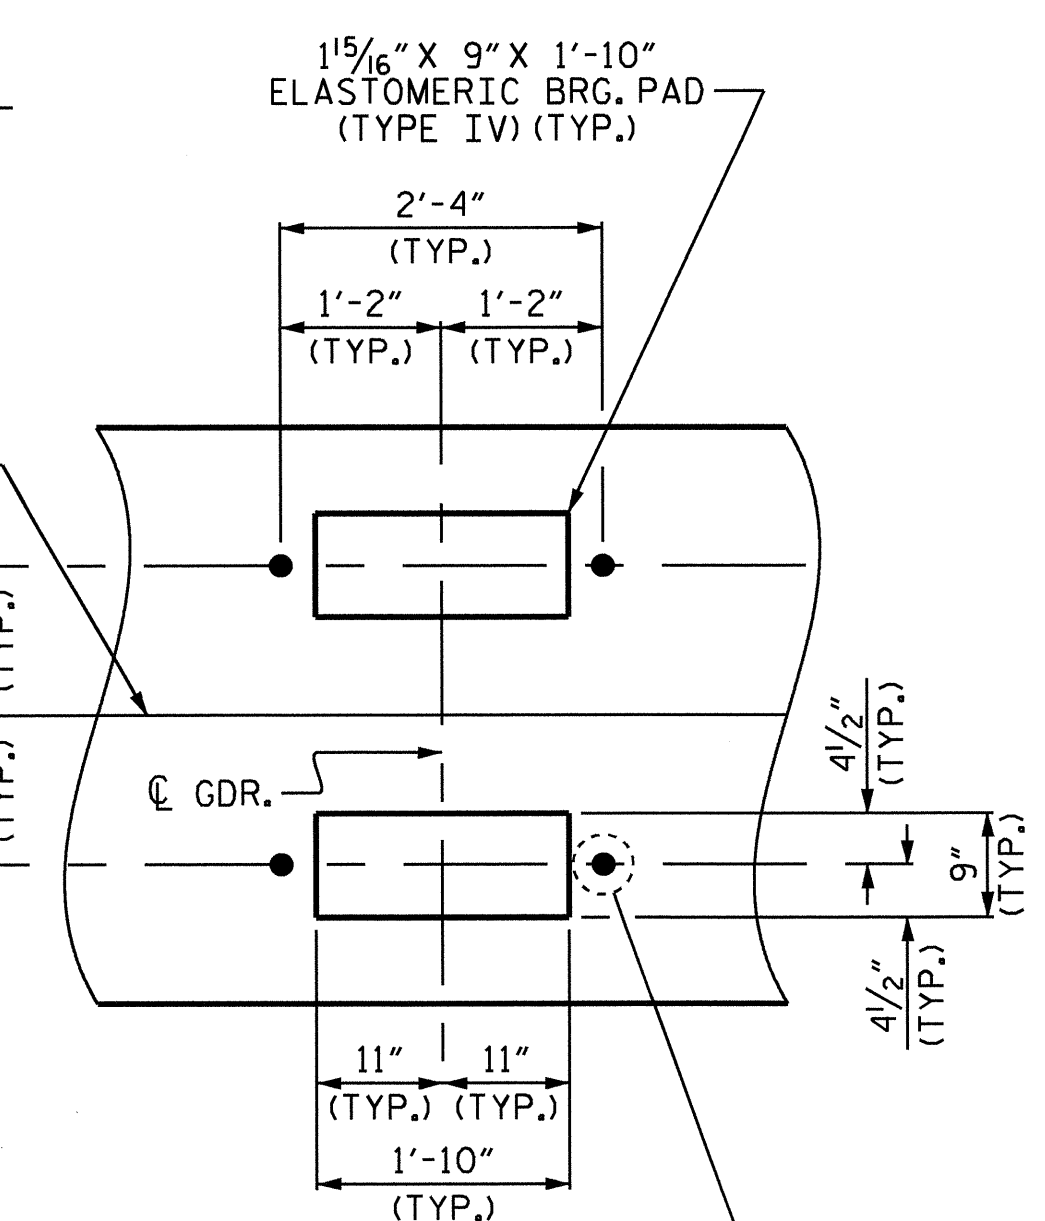 1 15/16" X 9" X 1'-10"
ELASTOMERIC BRG. PAD
(TYPE IV) (TYP.)
2'-4"
(TYP.)
1'-2" 1'-2"
(TYP.) (TYP.)
(TYP.)
(TYP.)
4 1/2"
(TYP.)
℄ GDR.
9"
(TYP.)
4 1/2"
(TYP.)
11" 11"
(TYP.) (TYP.)
1'-10"
(TYP.)